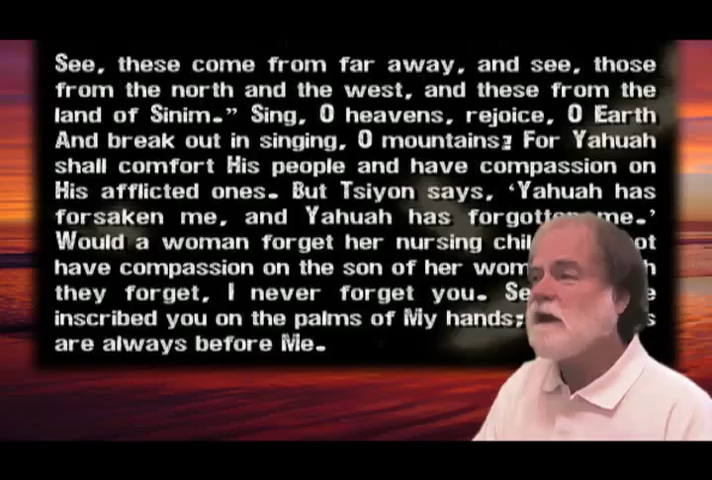 See, these come from far away, and see, those
from the north and the west, and these from the
land of Sinim.” Sing, O heavens, rejoice, O Earth
And break out in singing, O mountains; For Yahuah
shall comfort His people and have compassion on
His afflicted ones. But Tsiyon says, ‘Yahuah has
forsaken me, and Yahuah has forgotten me.’
Would a woman forget her nursing
have compassion on the son of her
they forget, I never forget you.
inscribed you on the palms of My hands;
are always before Me.